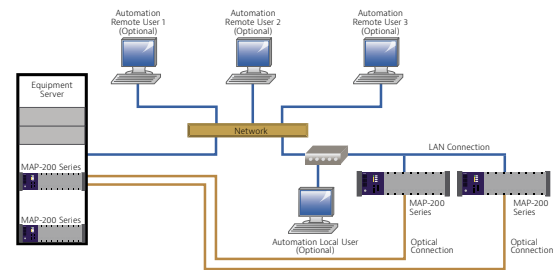 Automation
Remote User 1
(Optional)
Automation
Remote User 2
(Optional)
Automation
Remote User 3
(Optional)
Equipment
Server
Network
LAN Connection
MAP-200 Series
MAP-200
Series
MAP-200
Series
MAP-200 Series
Automation Local User
(Optional)
Optical
Connection
Optical
Connection